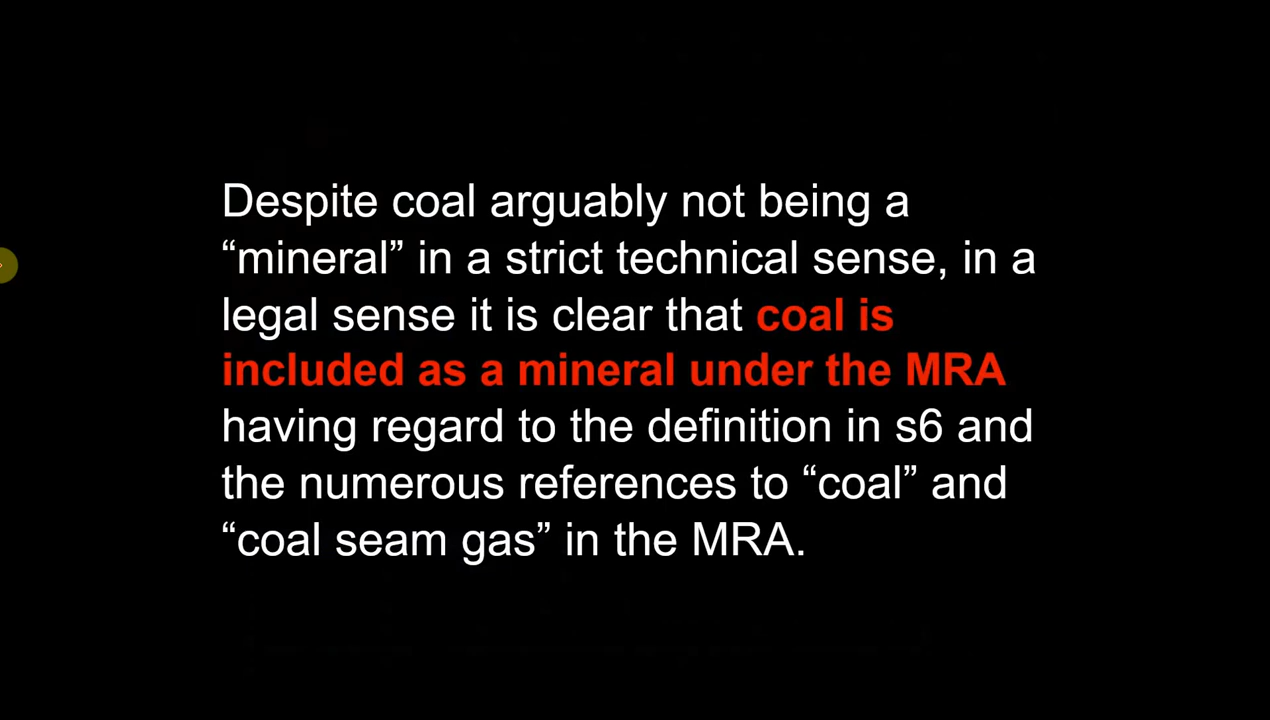 Despite coal arguably not being a
“mineral” in a strict technical sense, in a
legal sense it is clear that coal is
included as a mineral under the MRA
having regard to the definition in s6 and
the numerous references to “coal” and
“coal seam gas” in the MRA.